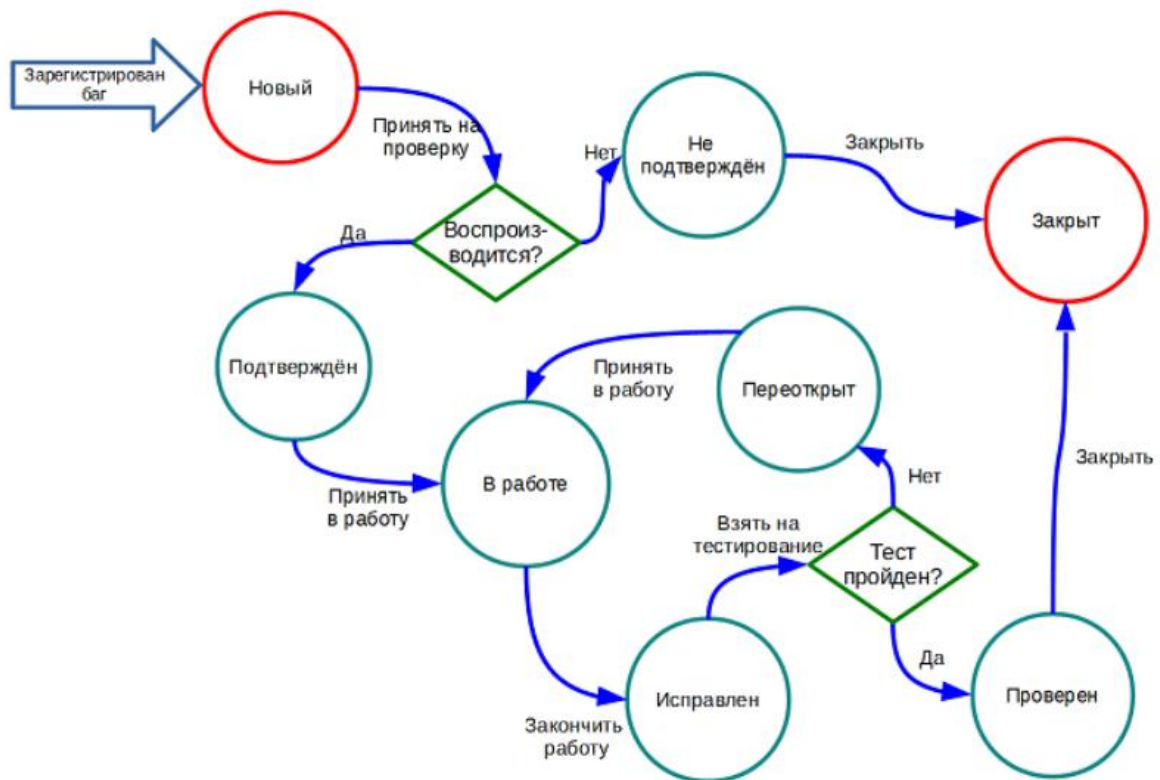 Зарегистрирован
баг
Новый
Принять на
проверку
Нет
Не
подтверждён
Закрыть
Закрыт
Да
Воспроиз-
водится?
Подтверждён
Принять
в работу
Переоткрыт
Принять
в работу
В работе
Нет
Закрыть
Взять на
тестирование
Тест
пройден?
Да
Исправлен
Проверен
Закончить
работу